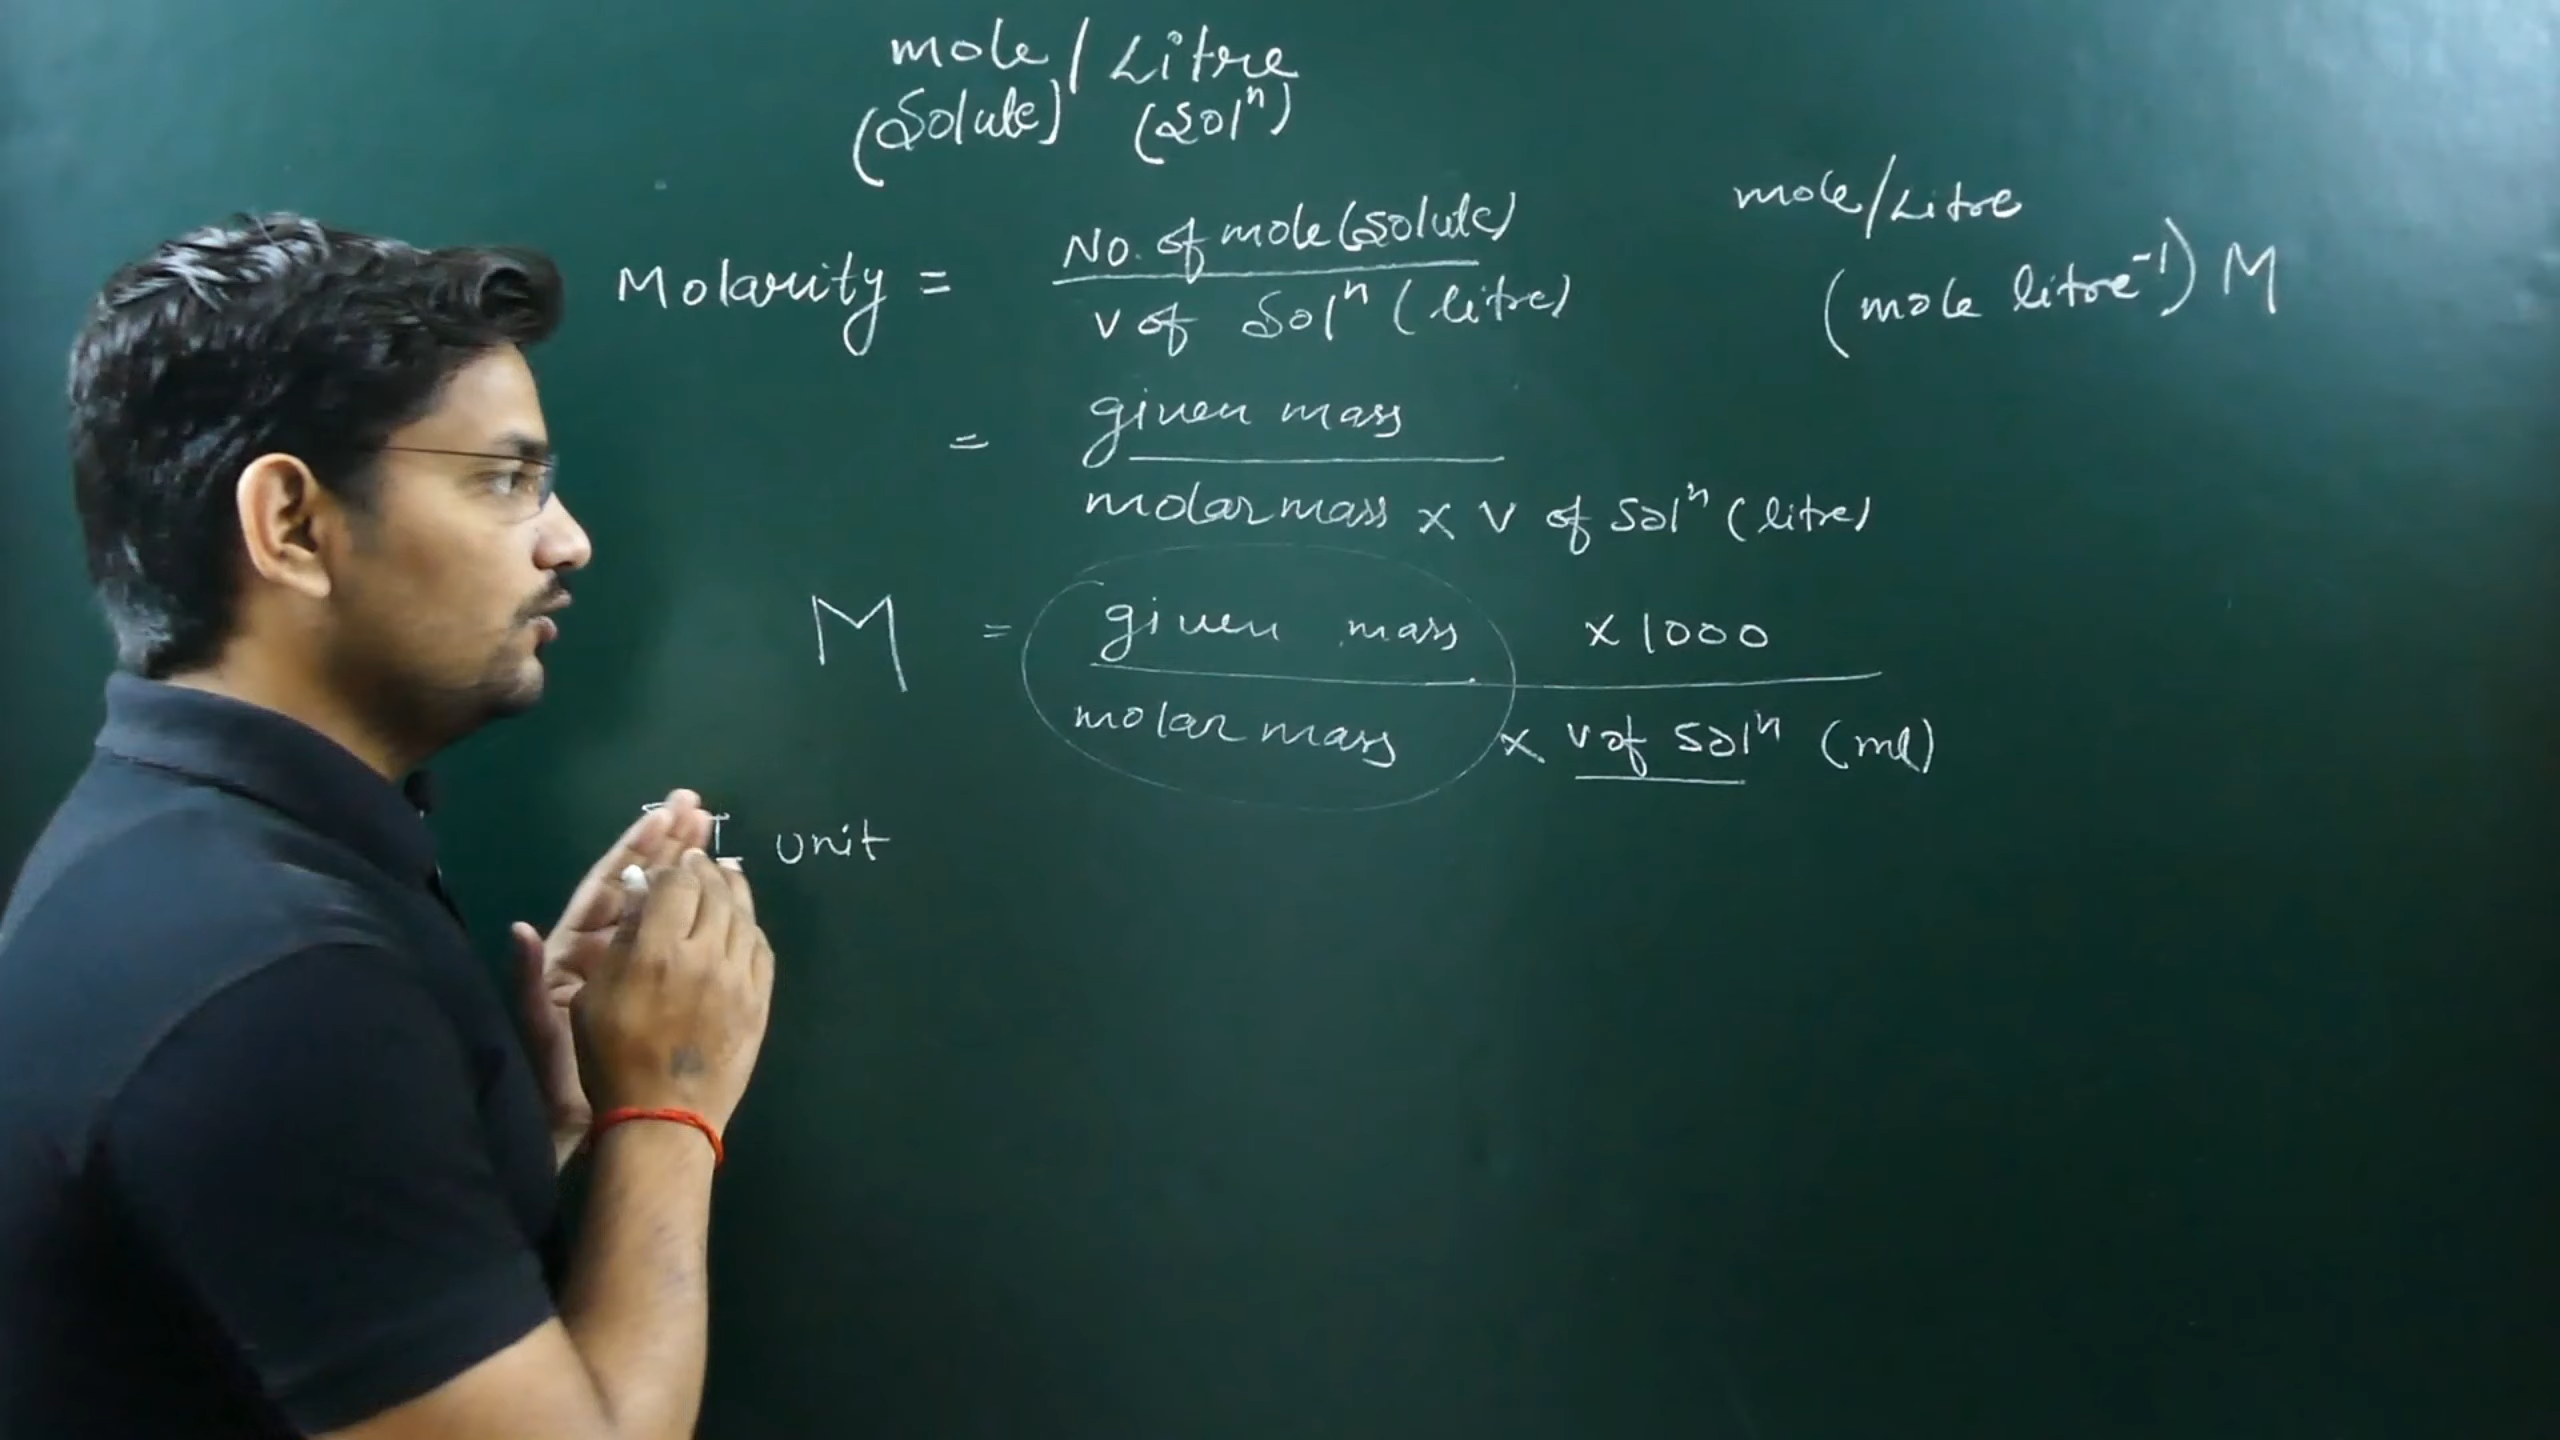 mole / Litre
(Solute) (Solⁿ)
mole/Litre
(mole litre⁻¹) M
Molarity = No. of mole (Solute)
V of Solⁿ (litre)
= given mass
molar mass x V of Solⁿ (litre)
M = given mass x 1000
molar mass x V of Solⁿ (ml)
unit